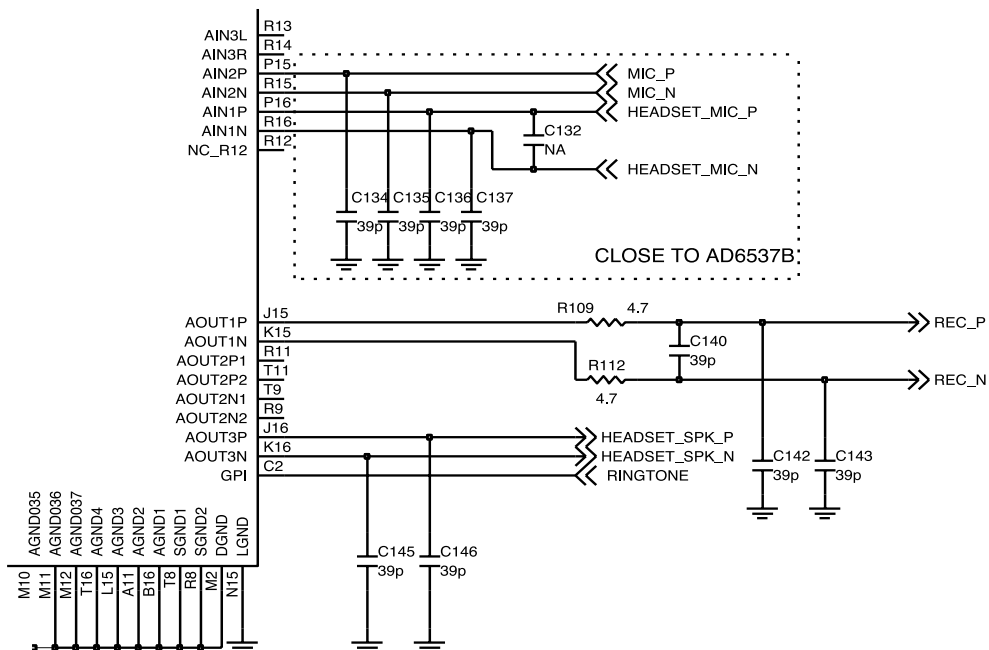 AIN3L R13
AIN3R R14
AIN2P P15 MIC_P
AIN2N R15 MIC_N
AIN1P P16 HEADSET_MIC_P
AIN1N R16
C132
NC_R12 R12
NA
HEADSET_MIC_N
C134 C135 C136 C137
39p 39p 39p 39p
CLOSE TO AD6537B
R109 4.7
AOUT1P J15 REC_P
AOUT1N K15
C140
AOUT2P1 R11
39p
R112
AOUT2P2 T11 REC_N
4.7
AOUT2N1 T9
AOUT2N2 R9
AOUT3P J16 HEADSET_SPK_P
AOUT3N K16 HEADSET_SPK_N
C142 C143
GPI C2 RINGTONE
39p 39p
AGND035
AGND036
AGND037
AGND4
AGND3
AGND2
AGND1
SGND1
SGND2
DGND
LGND
C145 C146
39p 39p
M10
M11
M12
T16
L15
A11
B16
T8
R8
M2
N15